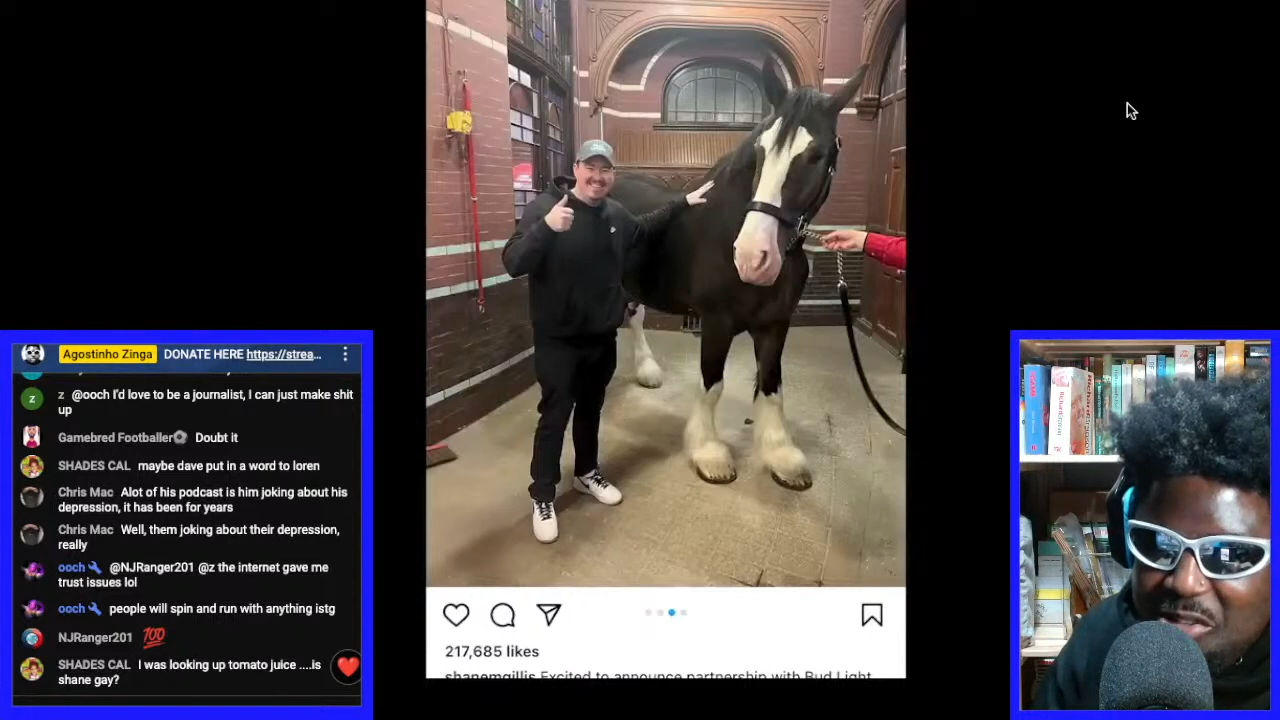 Agostinho Zinga DONATE HERE https://strea...
z @ooch I'd love to be a journalist, I can just make shit
up
Gamebred Footballer Doubt it
SHADES CAL maybe dave put in a word to loren
Chris Mac Alot of his podcast is him joking about his
depression, it has been for years
Chris Mac Well, them joking about their depression,
really
ooch @NJRanger201 @z the internet gave me
trust issues lol
ooch people will spin and run with anything istg
NJRanger201 💯
SHADES CAL I was looking up tomato juice ....is
shane gay?
217,685 likes
shanemgillis Excited to announce partnership with Bud Light